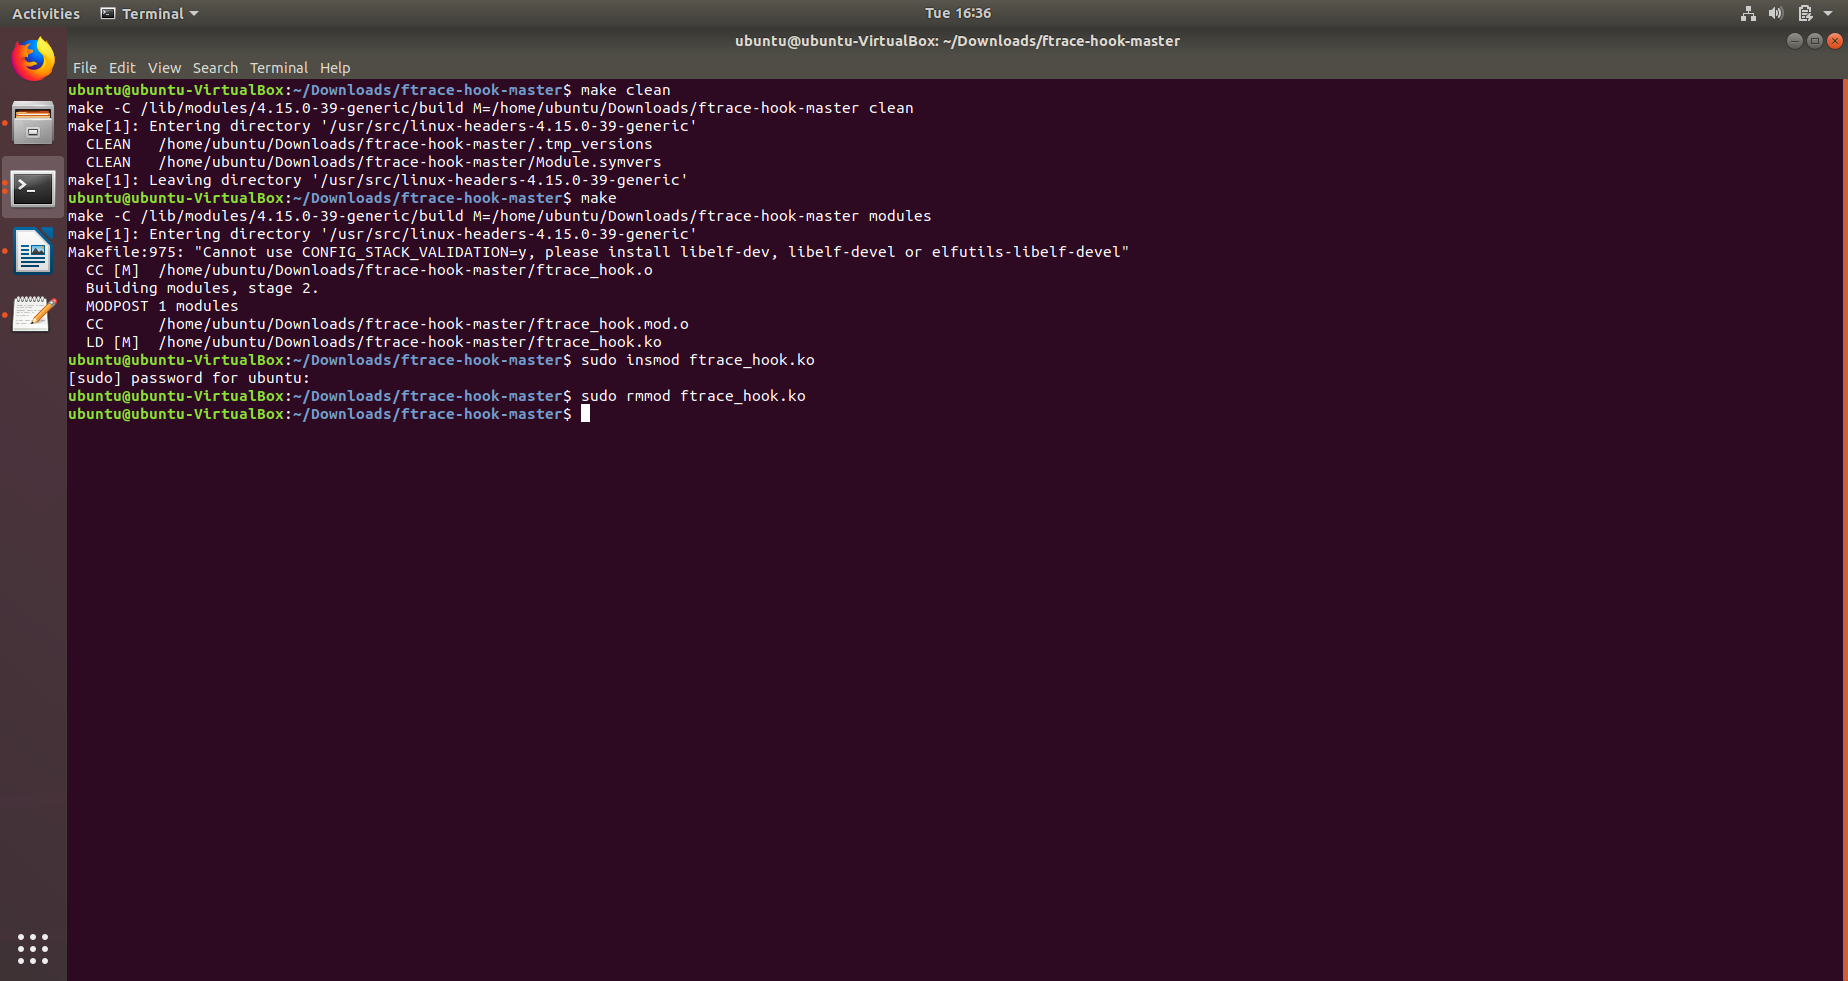 Activities Terminal Tue 16:36
ubuntu@ubuntu-VirtualBox: ~/Downloads/ftrace-hook-master
File Edit View Search Terminal Help
ubuntu@ubuntu-VirtualBox:~/Downloads/ftrace-hook-master$ make clean
make -C /lib/modules/4.15.0-39-generic/build M=/home/ubuntu/Downloads/ftrace-hook-master clean
make[1]: Entering directory '/usr/src/linux-headers-4.15.0-39-generic'
  CLEAN   /home/ubuntu/Downloads/ftrace-hook-master/.tmp_versions
  CLEAN   /home/ubuntu/Downloads/ftrace-hook-master/Module.symvers
make[1]: Leaving directory '/usr/src/linux-headers-4.15.0-39-generic'
ubuntu@ubuntu-VirtualBox:~/Downloads/ftrace-hook-master$ make
make -C /lib/modules/4.15.0-39-generic/build M=/home/ubuntu/Downloads/ftrace-hook-master modules
make[1]: Entering directory '/usr/src/linux-headers-4.15.0-39-generic'
Makefile:975: "Cannot use CONFIG_STACK_VALIDATION=y, please install libelf-dev, libelf-devel or elfutils-libelf-devel"
  CC [M]  /home/ubuntu/Downloads/ftrace-hook-master/ftrace_hook.o
  Building modules, stage 2.
  MODPOST 1 modules
  CC      /home/ubuntu/Downloads/ftrace-hook-master/ftrace_hook.mod.o
  LD [M]  /home/ubuntu/Downloads/ftrace-hook-master/ftrace_hook.ko
ubuntu@ubuntu-VirtualBox:~/Downloads/ftrace-hook-master$ sudo insmod ftrace_hook.ko
[sudo] password for ubuntu:
ubuntu@ubuntu-VirtualBox:~/Downloads/ftrace-hook-master$ sudo rmmod ftrace_hook.ko
ubuntu@ubuntu-VirtualBox:~/Downloads/ftrace-hook-master$